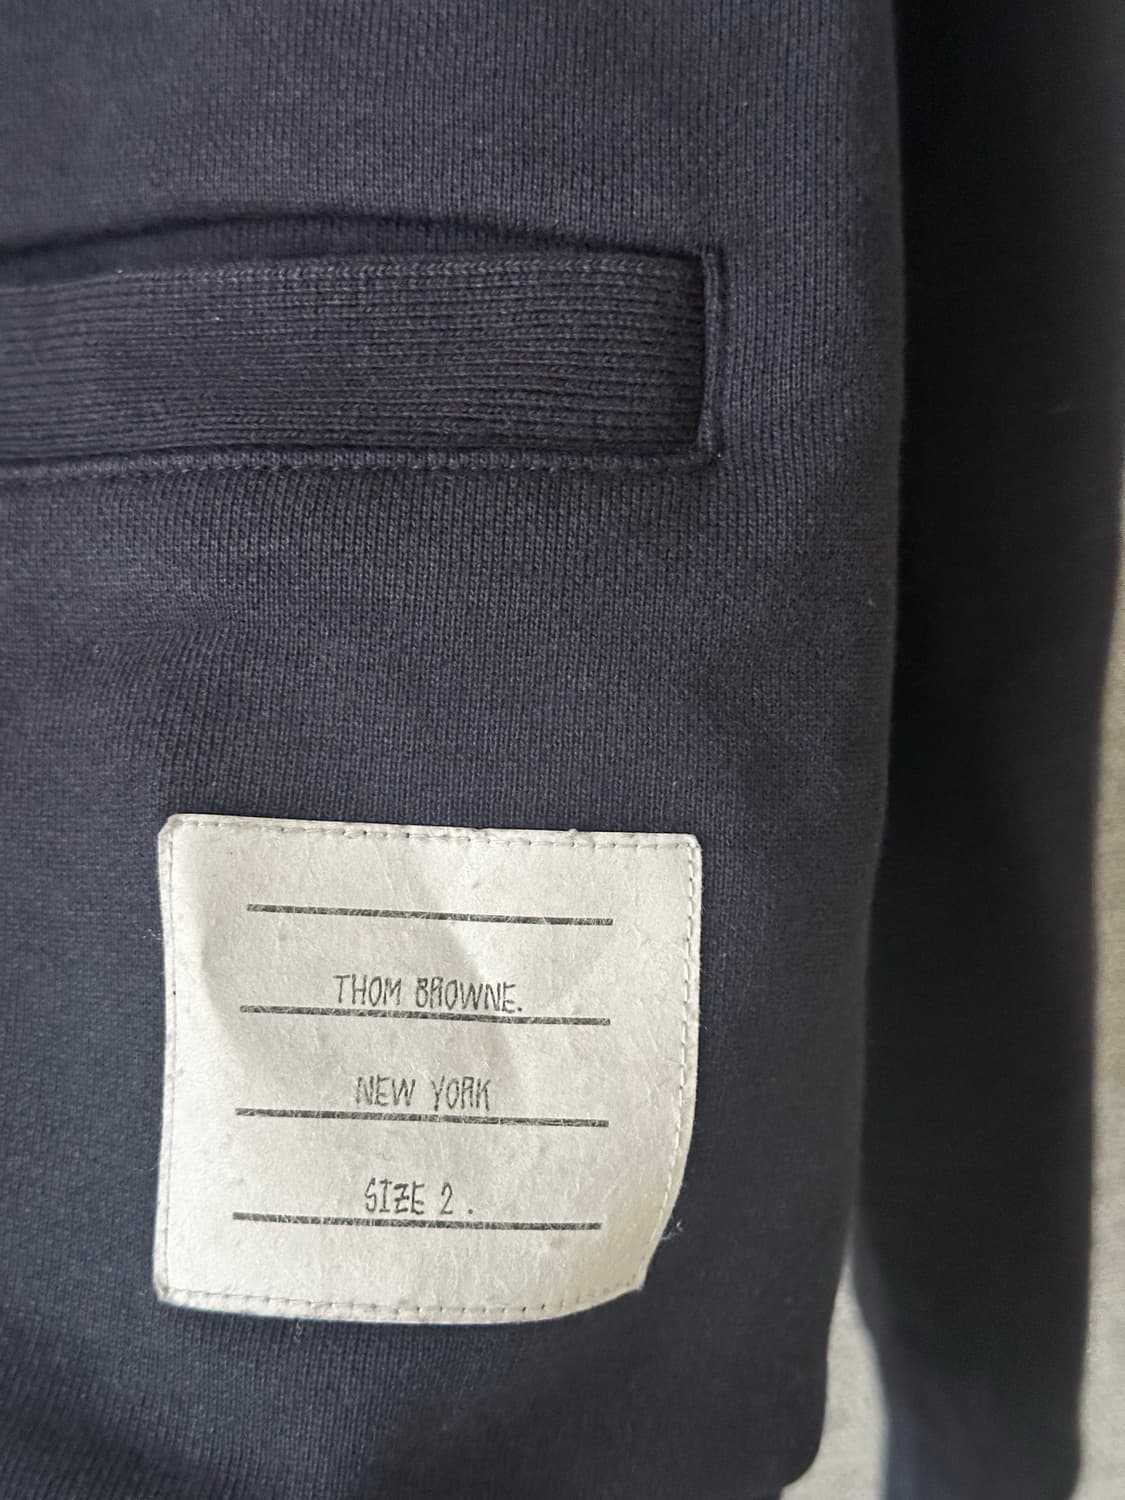 THOM BROWNE.
NEW YORK
SIZE 2.